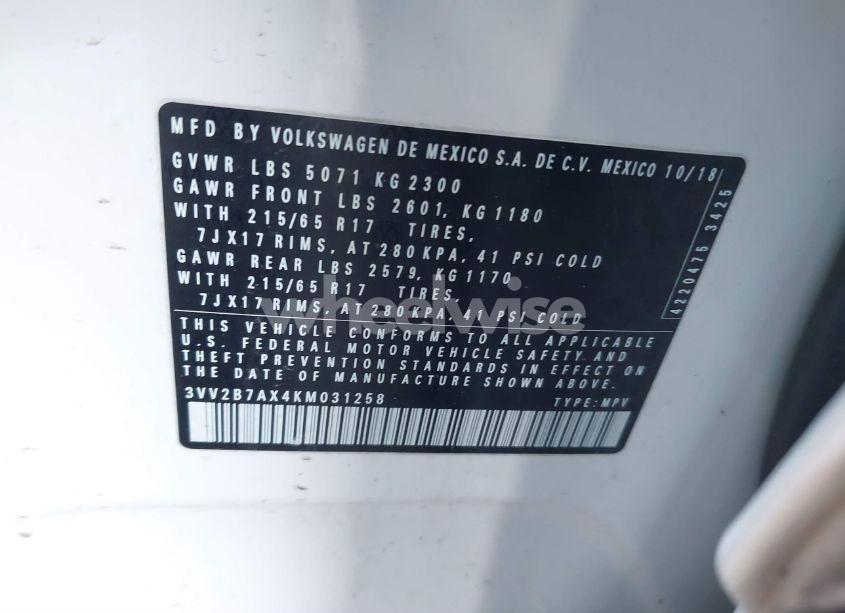 MFD BY VOLKSWAGEN DE MEXICO S.A. DE C.V. MEXICO 10/18
GVWR LBS 5071 KG 2300
GAWR FRONT LBS 2601, KG 1180
WITH 215/65 R17 TIRES,
7JX17 RIMS, AT 280 KPA, 41 PSI COLD
GAWR REAR LBS 2579, KG 1170
WITH 215/65 R17 TIRES,
7JX17 RIMS, AT 280 KPA, 41 PSI COLD
THIS VEHICLE CONFORMS TO ALL APPLICABLE
U.S. FEDERAL MOTOR VEHICLE SAFETY AND
THEFT PREVENTION STANDARDS IN EFFECT ON
THE DATE OF MANUFACTURE SHOWN ABOVE.
3VV2B7AX4KM031258 TYPE: MPV
4220475 3425
wheelwise